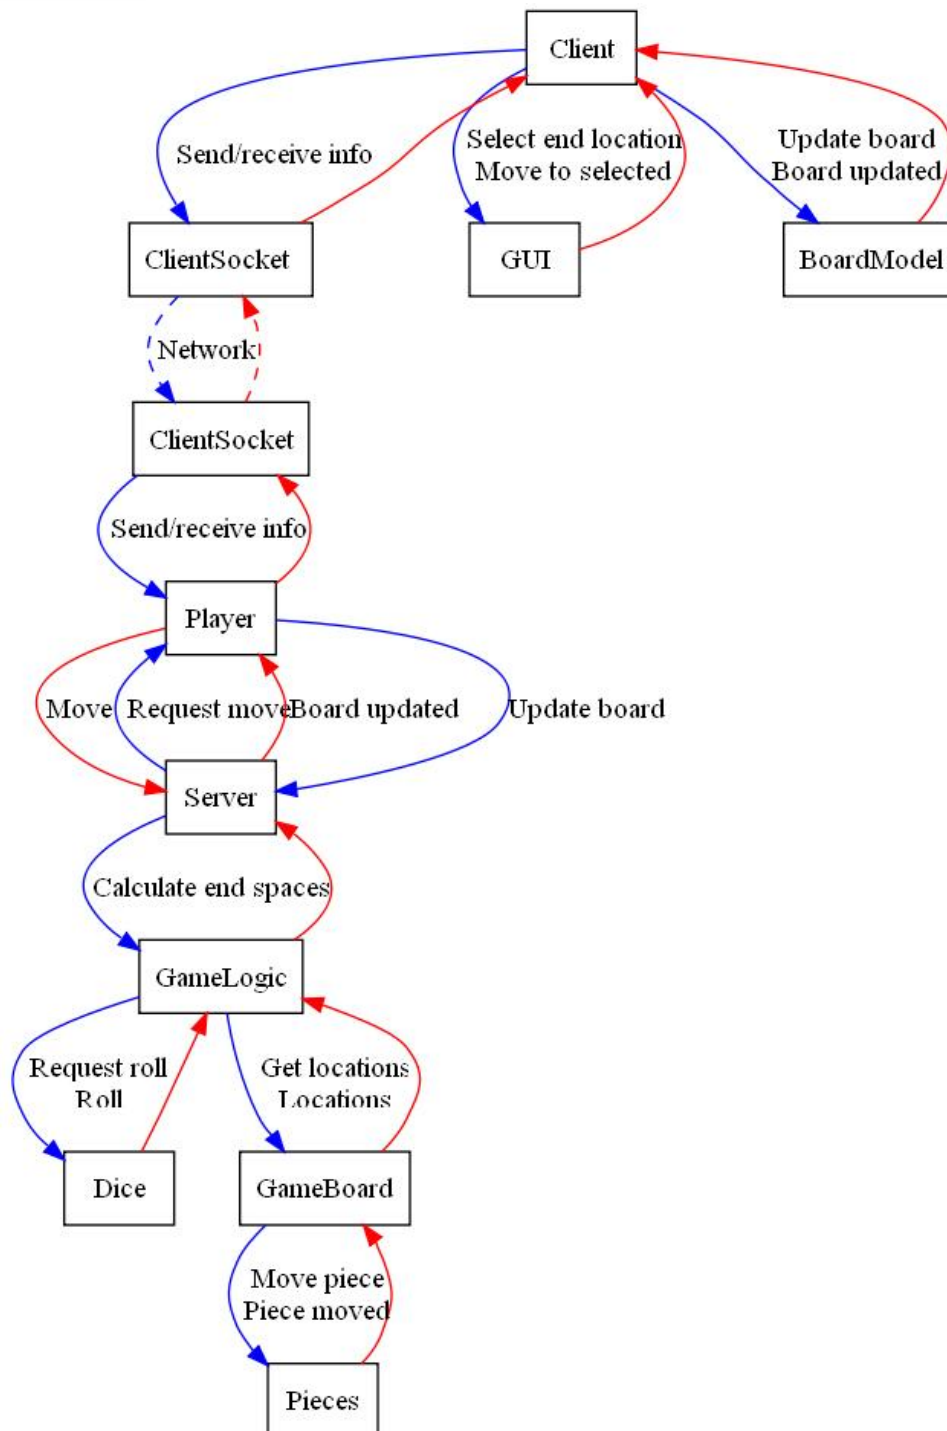 Client
Send/receive info
Select end location
Move to selected
Update board
Board updated
ClientSocket
GUI
BoardModel
Network
ClientSocket
Send/receive info
Player
Move
Request move
Board updated
Update board
Server
Calculate end spaces
GameLogic
Request roll
Roll
Get locations
Locations
Dice
GameBoard
Move piece
Piece moved
Pieces